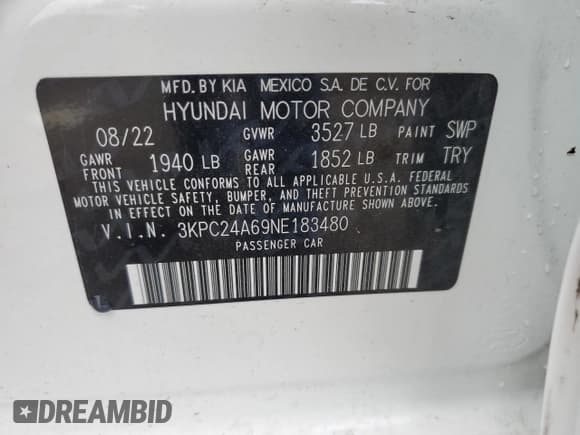 MFD. BY KIA MEXICO S.A. DE C.V. FOR
HYUNDAI MOTOR COMPANY
08/22 GVWR 3527 LB PAINT SWP
GAWR FRONT 1940 LB GAWR REAR 1852 LB TRIM TRY
THIS VEHICLE CONFORMS TO ALL APPLICABLE U.S.A. FEDERAL
MOTOR VEHICLE SAFETY, BUMPER, AND THEFT PREVENTION STANDARDS
IN EFFECT ON THE DATE OF MANUFACTURE SHOWN ABOVE.
V.I.N. 3KPC24A69NE183480
PASSENGER CAR
DREAMBID